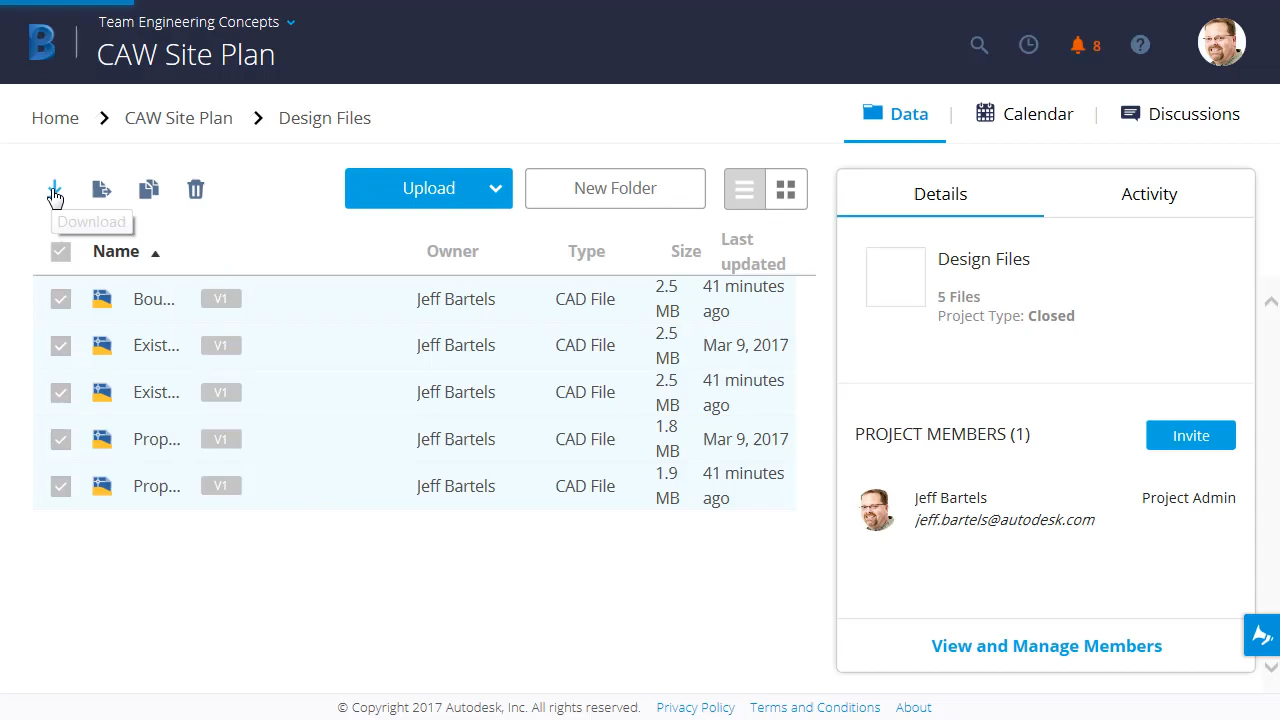 Team Engineering Concepts
CAW Site Plan
8
Home
CAW Site Plan
Design Files
Data
Calendar
Discussions
Upload
New Folder
Download
Name
Owner
Type
Size
Last
updated
Bou...
V1
Jeff Bartels
CAD File
2.5
MB
41 minutes
ago
Exist...
V1
Jeff Bartels
CAD File
2.5
MB
Mar 9, 2017
Exist...
V1
Jeff Bartels
CAD File
2.5
MB
41 minutes
ago
Prop...
V1
Jeff Bartels
CAD File
1.8
MB
Mar 9, 2017
Prop...
V1
Jeff Bartels
CAD File
1.9
MB
41 minutes
ago
Details
Activity
Design Files
5 Files
Project Type: Closed
PROJECT MEMBERS (1)
Invite
Jeff Bartels
Project Admin
jeff.bartels@autodesk.com
View and Manage Members
© Copyright 2017 Autodesk, Inc. All rights reserved.
Privacy Policy
Terms and Conditions
About